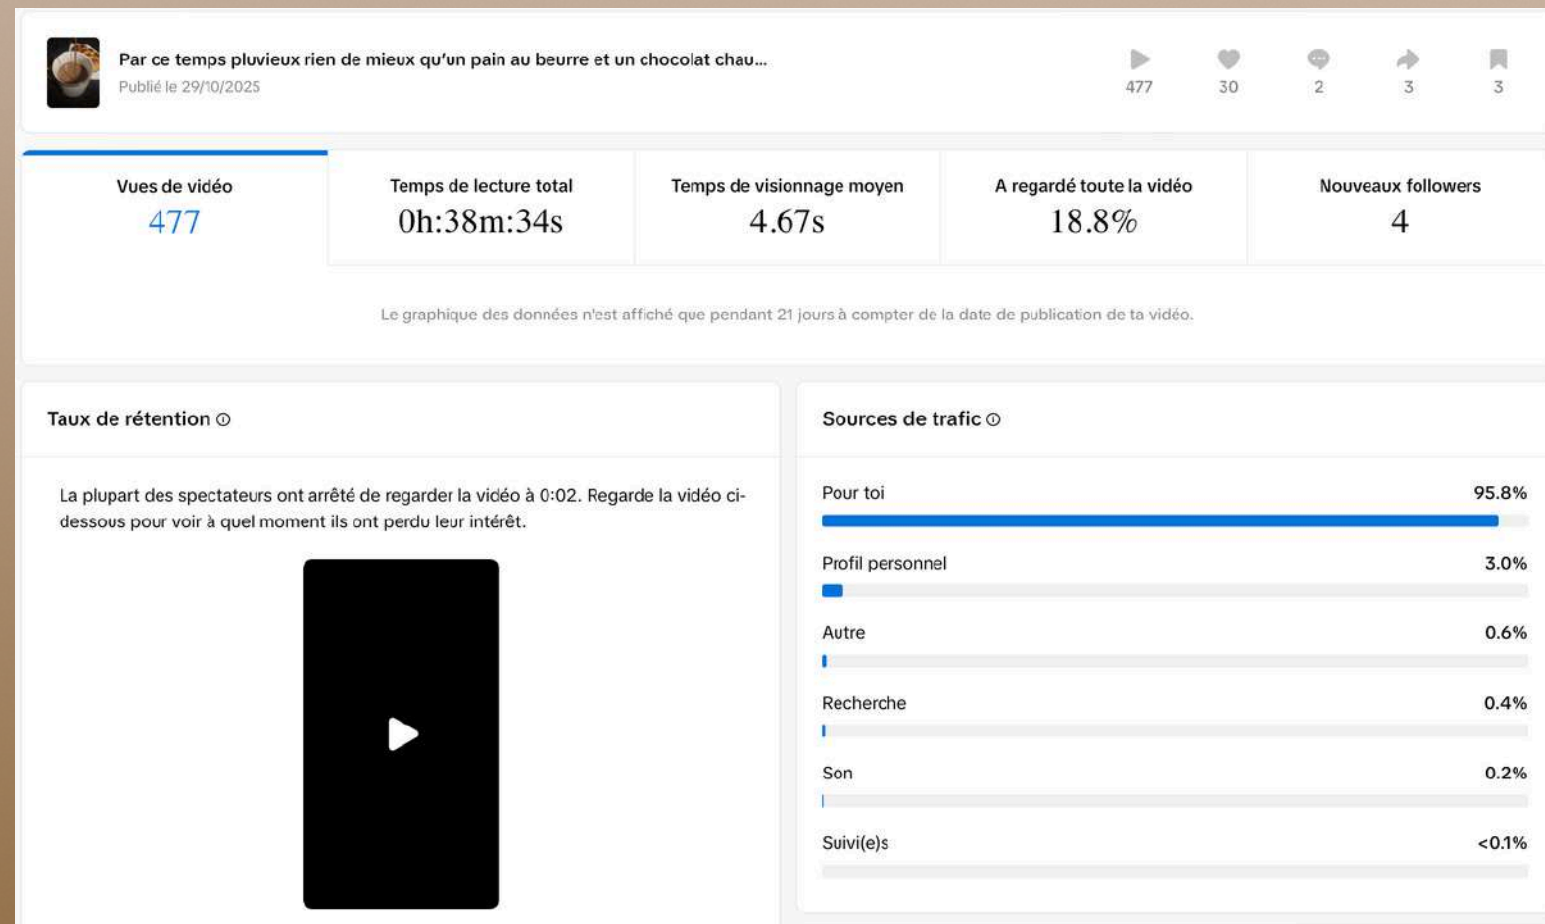 Par ce temps pluvieux rien de mieux qu'un pain au beurre et un chocolat chau...
Publié le 29/10/2025
477
30
2
3
3
Vues de vidéo
477
Temps de lecture total
0h:38m:34s
Temps de visionnage moyen
4.67s
A regardé toute la vidéo
18.8%
Nouveaux followers
4
Le graphique des données n'est affiché que pendant 21 jours à compter de la date de publication de ta vidéo.
Taux de rétention
La plupart des spectateurs ont arrêté de regarder la vidéo à 0:02. Regarde la vidéo ci-
dessous pour voir à quel moment ils ont perdu leur intérêt.
Sources de trafic
Pour toi
95.8%
Profil personnel
3.0%
Autre
0.6%
Recherche
0.4%
Son
0.2%
Suivi(e)s
<0.1%